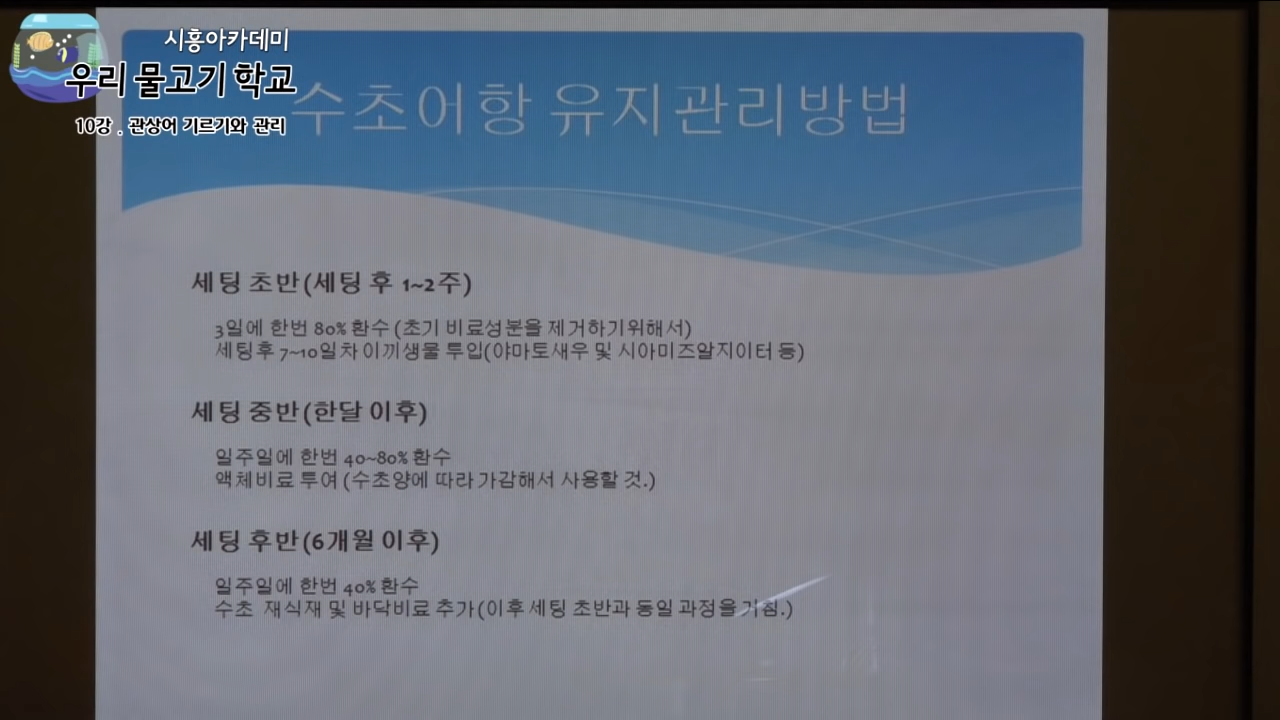 시흥아카데미
우리 물고기 학교
10강. 관상어 기르기와 관리
수초어항 유지관리방법
세팅 초반(세팅 후 1~2주)
3일에 한번 80% 환수 (초기 비료성분을 제거하기위해서)
세팅후 7~10일차 이끼생물 투입(야마토새우 및 시아미즈알지이터 등)
세팅 중반(한달 이후)
일주일에 한번 40~80% 환수
액체비료 투여 (수초양에 따라 가감해서 사용할 것.)
세팅 후반(6개월 이후)
일주일에 한번 40% 환수
수초 재식재 및 바닥비료 추가 (이후 세팅 초반과 동일 과정을 거침.)